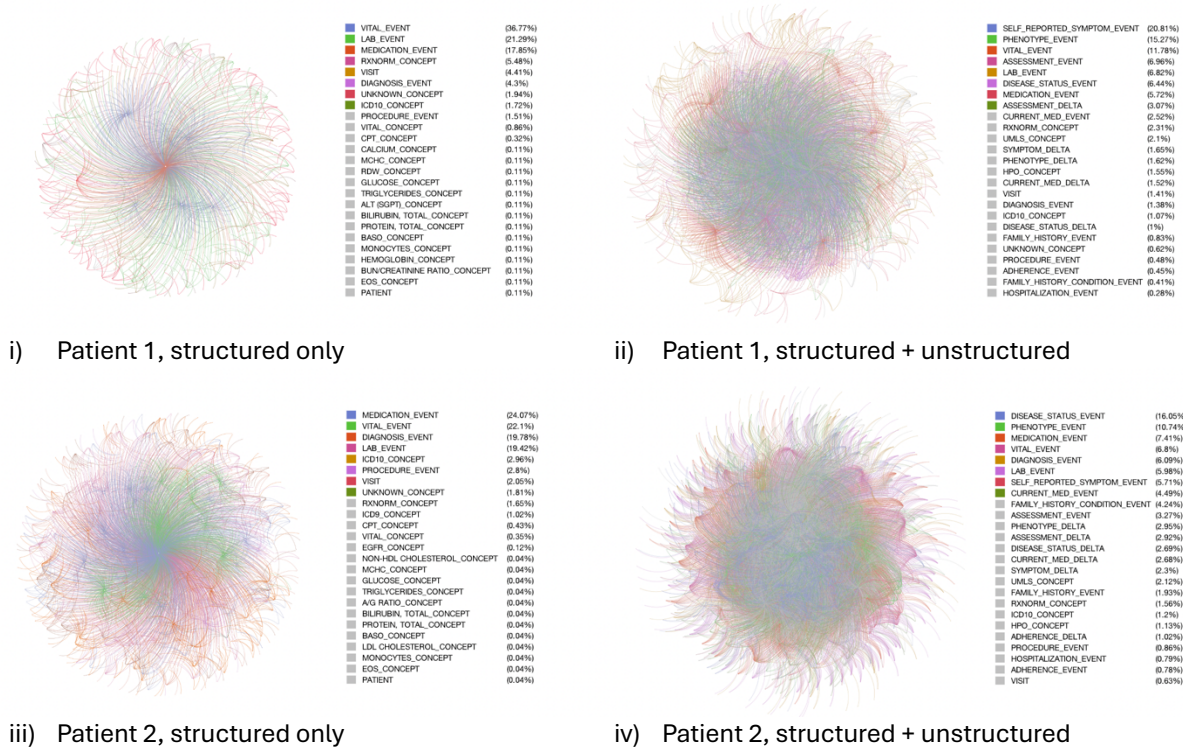 VITAL_EVENT (36.77%)
LAB_EVENT (21.29%)
MEDICATION_EVENT (17.85%)
RXNORM_CONCEPT (5.48%)
VISIT (4.41%)
DIAGNOSIS_EVENT (4.3%)
UNKNOWN_CONCEPT (1.94%)
ICD10_CONCEPT (1.72%)
PROCEDURE_EVENT (1.51%)
VITAL_CONCEPT (0.86%)
CPT_CONCEPT (0.32%)
CALCIUM_CONCEPT (0.11%)
MCHC_CONCEPT (0.11%)
RDW_CONCEPT (0.11%)
GLUCOSE_CONCEPT (0.11%)
TRIGLYCERIDES_CONCEPT (0.11%)
ALT (SGPT)_CONCEPT (0.11%)
BILIRUBIN, TOTAL_CONCEPT (0.11%)
PROTEIN, TOTAL_CONCEPT (0.11%)
BASO_CONCEPT (0.11%)
MONOCYTES_CONCEPT (0.11%)
HEMOGLOBIN_CONCEPT (0.11%)
BUN/CREATININE RATIO_CONCEPT (0.11%)
EOS_CONCEPT (0.11%)
PATIENT (0.11%)
i) Patient 1, structured only
SELF_REPORTED_SYMPTOM_EVENT (20.81%)
PHENOTYPE_EVENT (15.27%)
VITAL_EVENT (11.78%)
ASSESSMENT_EVENT (6.96%)
LAB_EVENT (6.82%)
DISEASE_STATUS_EVENT (6.44%)
MEDICATION_EVENT (5.72%)
ASSESSMENT_DELTA (3.07%)
CURRENT_MED_EVENT (2.52%)
RXNORM_CONCEPT (2.31%)
UMLS_CONCEPT (2.1%)
SYMPTOM_DELTA (1.65%)
PHENOTYPE_DELTA (1.62%)
HPO_CONCEPT (1.55%)
CURRENT_MED_DELTA (1.52%)
VISIT (1.41%)
DIAGNOSIS_EVENT (1.38%)
ICD10_CONCEPT (1.07%)
DISEASE_STATUS_DELTA (1%)
FAMILY_HISTORY_EVENT (0.83%)
UNKNOWN_CONCEPT (0.62%)
PROCEDURE_EVENT (0.48%)
ADHERENCE_EVENT (0.45%)
FAMILY_HISTORY_CONDITION_EVENT (0.41%)
HOSPITALIZATION_EVENT (0.28%)
ii) Patient 1, structured + unstructured
MEDICATION_EVENT (24.07%)
VITAL_EVENT (22.1%)
DIAGNOSIS_EVENT (19.78%)
LAB_EVENT (19.42%)
ICD10_CONCEPT (2.96%)
PROCEDURE_EVENT (2.8%)
VISIT (2.05%)
UNKNOWN_CONCEPT (1.81%)
RXNORM_CONCEPT (1.65%)
ICD9_CONCEPT (1.02%)
CPT_CONCEPT (0.43%)
VITAL_CONCEPT (0.35%)
EGFR_CONCEPT (0.12%)
NON-HDL CHOLESTEROL_CONCEPT (0.04%)
MCHC_CONCEPT (0.04%)
GLUCOSE_CONCEPT (0.04%)
TRIGLYCERIDES_CONCEPT (0.04%)
A/G RATIO_CONCEPT (0.04%)
BILIRUBIN, TOTAL_CONCEPT (0.04%)
PROTEIN, TOTAL_CONCEPT (0.04%)
BASO_CONCEPT (0.04%)
LDL CHOLESTEROL_CONCEPT (0.04%)
MONOCYTES_CONCEPT (0.04%)
EOS_CONCEPT (0.04%)
PATIENT (0.04%)
iii) Patient 2, structured only
DISEASE_STATUS_EVENT (16.05%)
PHENOTYPE_EVENT (10.74%)
MEDICATION_EVENT (7.41%)
VITAL_EVENT (6.8%)
DIAGNOSIS_EVENT (6.09%)
LAB_EVENT (5.98%)
SELF_REPORTED_SYMPTOM_EVENT (5.71%)
CURRENT_MED_EVENT (4.49%)
FAMILY_HISTORY_CONDITION_EVENT (4.24%)
ASSESSMENT_EVENT (3.27%)
PHENOTYPE_DELTA (2.95%)
ASSESSMENT_DELTA (2.92%)
DISEASE_STATUS_DELTA (2.69%)
CURRENT_MED_DELTA (2.68%)
SYMPTOM_DELTA (2.3%)
UMLS_CONCEPT (2.12%)
FAMILY_HISTORY_EVENT (1.93%)
RXNORM_CONCEPT (1.56%)
ICD10_CONCEPT (1.2%)
HPO_CONCEPT (1.13%)
ADHERENCE_DELTA (1.02%)
PROCEDURE_EVENT (0.86%)
HOSPITALIZATION_EVENT (0.79%)
ADHERENCE_EVENT (0.78%)
VISIT (0.63%)
iv) Patient 2, structured + unstructured